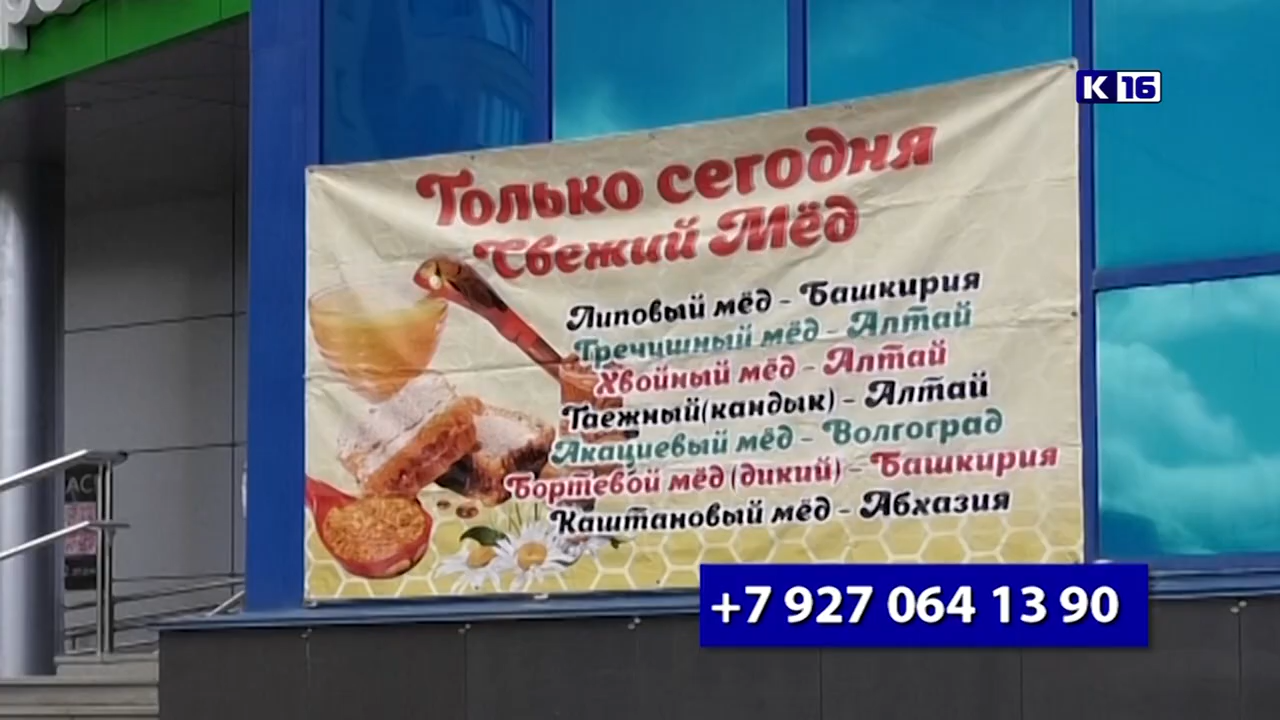 К 16
Только сегодня
Свежий Мёд
Липовый мёд - Башкирия
Гречишный мёд - Алтай
Хвойный мёд - Алтай
Таежный(кандык) - Алтай
Акациевый мёд - Волгоград
Бортевой мёд (дикий) - Башкирия
Каштановый мёд - Абхазия
+7 927 064 13 90